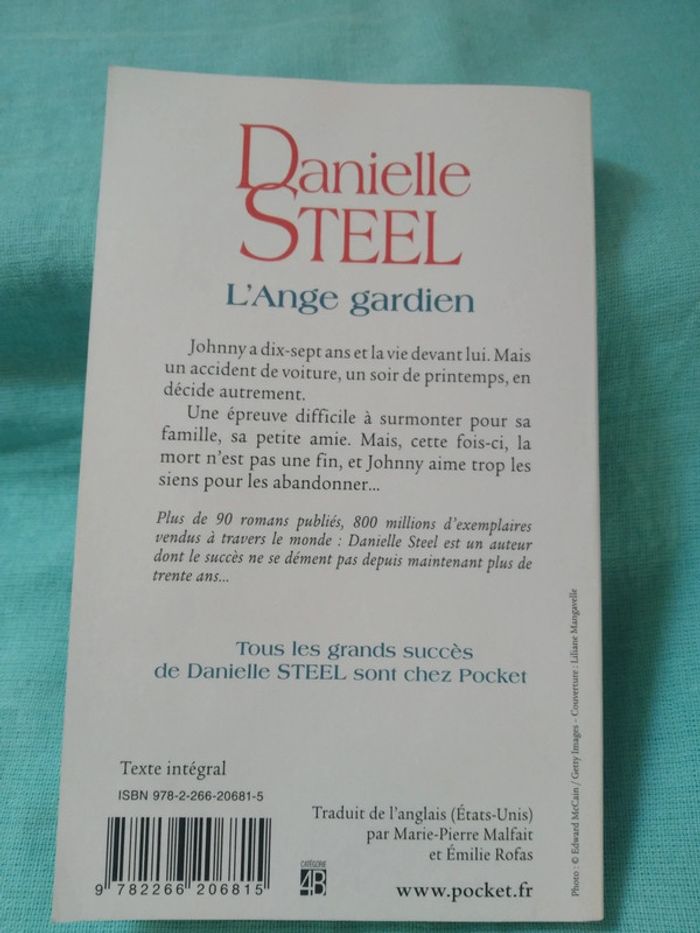 Danielle
STEEL
L'Ange gardien
Johnny a dix-sept ans et la vie devant lui. Mais
un accident de voiture, un soir de printemps, en
décide autrement.
Une épreuve difficile à surmonter pour sa
famille, sa petite amie. Mais, cette fois-ci, la
mort n'est pas une fin, et Johnny aime trop les
siens pour les abandonner...
Plus de 90 romans publiés, 800 millions d'exemplaires
vendus à travers le monde : Danielle Steel est un auteur
dont le succès ne se dément pas depuis maintenant plus de
trente ans...
Tous les grands succès
de Danielle STEEL sont chez Pocket
Texte intégral
ISBN 978-2-266-20681-5
9 782266 206815
CATÉGORIE
4B
Traduit de l'anglais (États-Unis)
par Marie-Pierre Malfait
et Émilie Rofas
www.pocket.fr
Photo : © Edward McCain / Getty Images - Couverture : Liliane Mangavelle